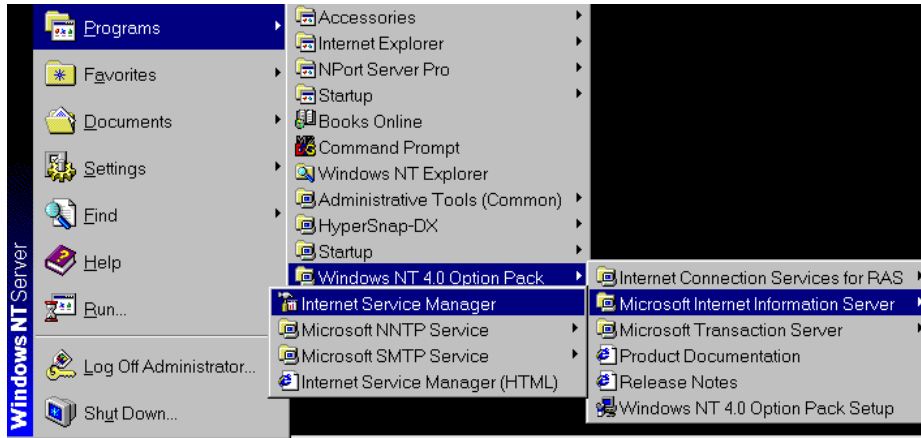 Programs
Favorites
Documents
Settings
Find
Help
Run...
Log Off Administrator...
Shut Down...
Windows NT Server
Accessories
Internet Explorer
NPort Server Pro
Startup
Books Online
Command Prompt
Windows NT Explorer
Administrative Tools (Common)
HyperSnap-DX
Startup
Windows NT 4.0 Option Pack
Internet Connection Services for RAS
Microsoft Internet Information Server
Microsoft Transaction Server
Product Documentation
Release Notes
Windows NT 4.0 Option Pack Setup
Internet Service Manager
Microsoft NNTP Service
Microsoft SMTP Service
Internet Service Manager (HTML)